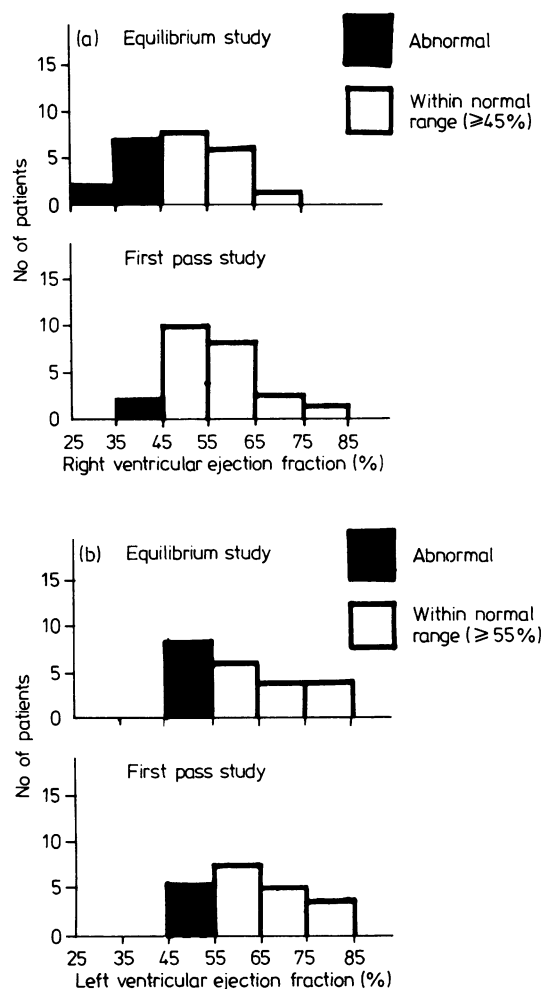 (a) Equilibrium study
Abnormal
Within normal
range (⩾45%)
15
10
5
0
No of patients
First pass study
15
10
5
0
25 35 45 55 65 75 85
Right ventricular ejection fraction (%)
(b) Equilibrium study
Abnormal
Within normal
range (⩾ 55%)
15
10
5
0
No of patients
First pass study
15
10
5
0
25 35 45 55 65 75 85
Left ventricular ejection fraction (%)